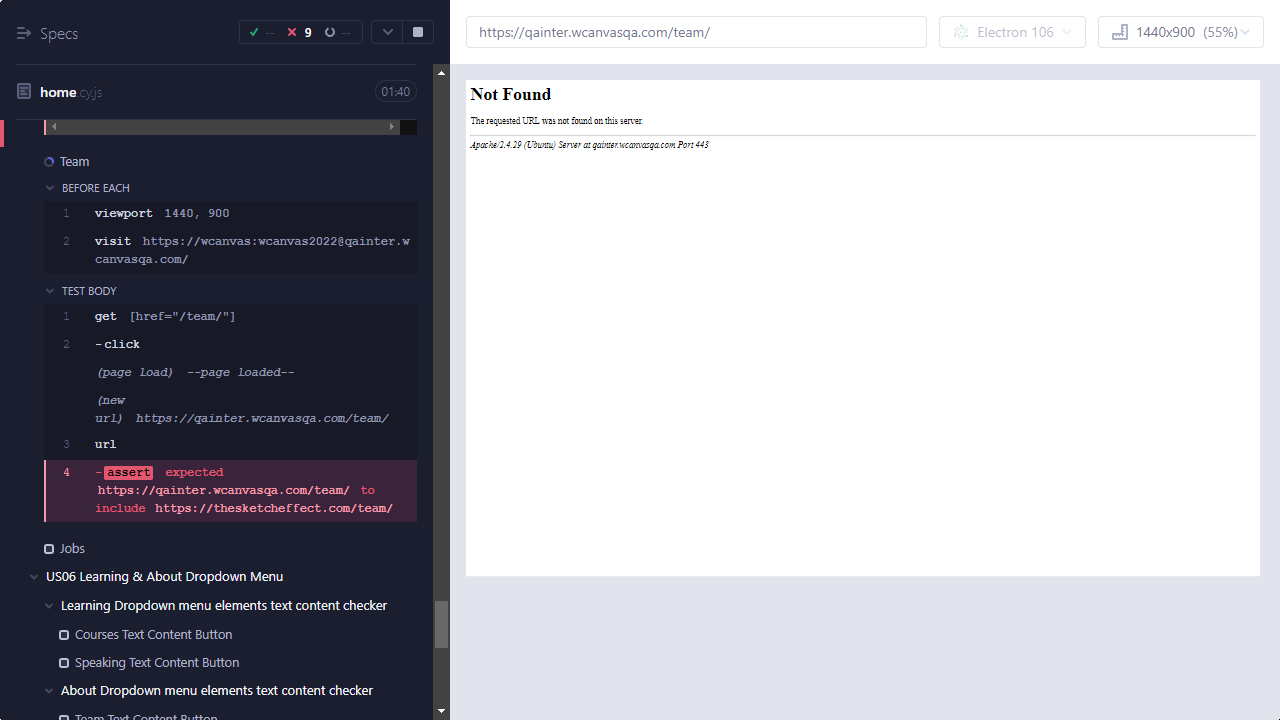 Specs
--
9
--
home.cy.js
01:40
Team
BEFORE EACH
1 viewport 1440, 900
2 visit https://wcanvas:wcanvas2022@qainter.w
canvasqa.com/
TEST BODY
1 get [href="/team/"]
2 -click
(page load) --page loaded--
(new
url) https://qainter.wcanvasqa.com/team/
3 url
4 -assert expected
https://qainter.wcanvasqa.com/team/ to
include https://thesketcheffect.com/team/
Jobs
US06 Learning & About Dropdown Menu
Learning Dropdown menu elements text content checker
Courses Text Content Button
Speaking Text Content Button
About Dropdown menu elements text content checker
Team Text Content Button
https://qainter.wcanvasqa.com/team/
Electron 106
1440x900 (55%)
Not Found
The requested URL was not found on this server.
Apache/2.4.29 (Ubuntu) Server at qainter.wcanvasqa.com Port 443